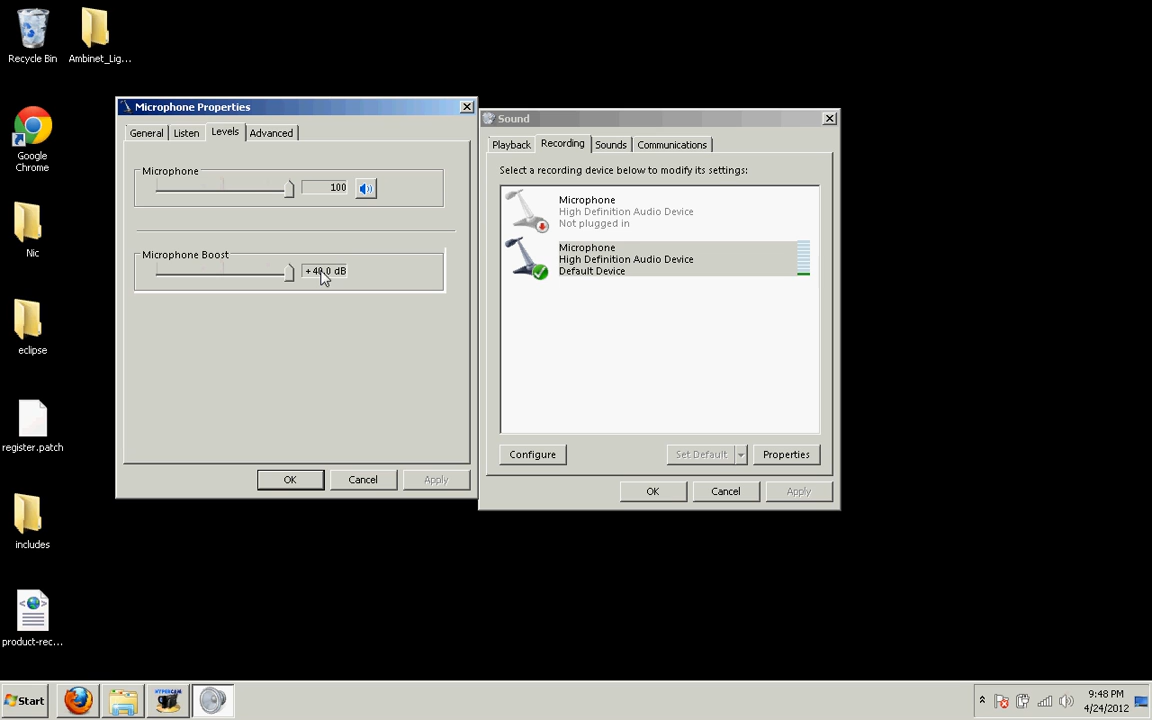 Recycle Bin
Ambinet_Lig...
Google
Chrome
Nic
eclipse
register.patch
includes
product-rec...
Microphone Properties
General
Listen
Levels
Advanced
Microphone
100
Microphone Boost
+40.0 dB
OK
Cancel
Apply
Sound
Playback
Recording
Sounds
Communications
Select a recording device below to modify its settings:
Microphone
High Definition Audio Device
Not plugged in
Microphone
High Definition Audio Device
Default Device
Configure
Set Default
Properties
OK
Cancel
Apply
Start
HYPERCAM
9:48 PM
4/24/2012